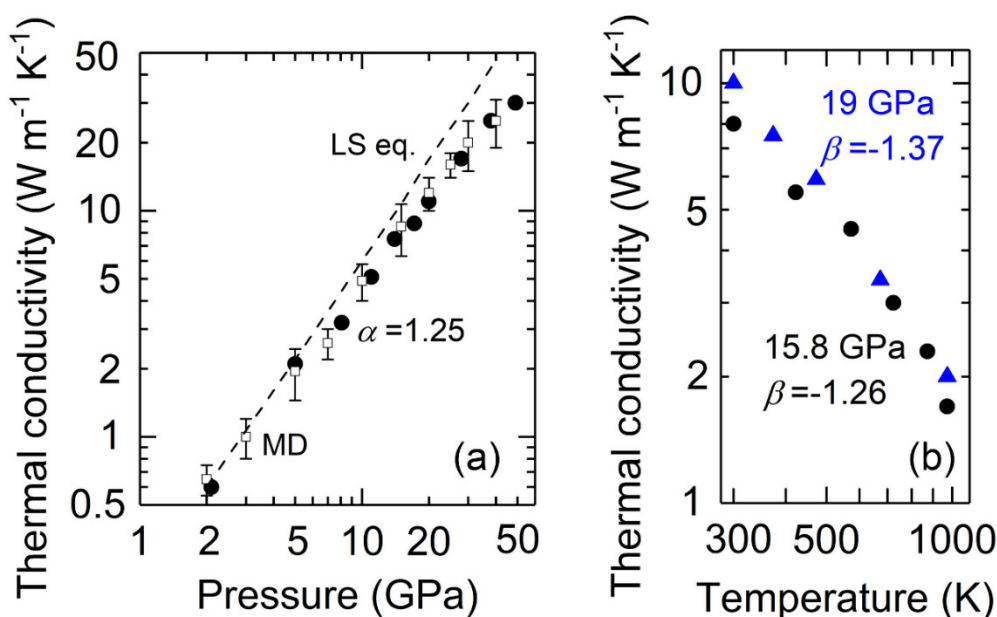 Thermal conductivity (W m⁻¹ K⁻¹)
50
20
10
5
2
1
0.5
LS eq.
α =1.25
MD
(a)
1 2 5 10 20 50
Pressure (GPa)
Thermal conductivity (W m⁻¹ K⁻¹)
10
5
2
1
19 GPa
β=-1.37
15.8 GPa
β=-1.26
(b)
300 500 1000
Temperature (K)